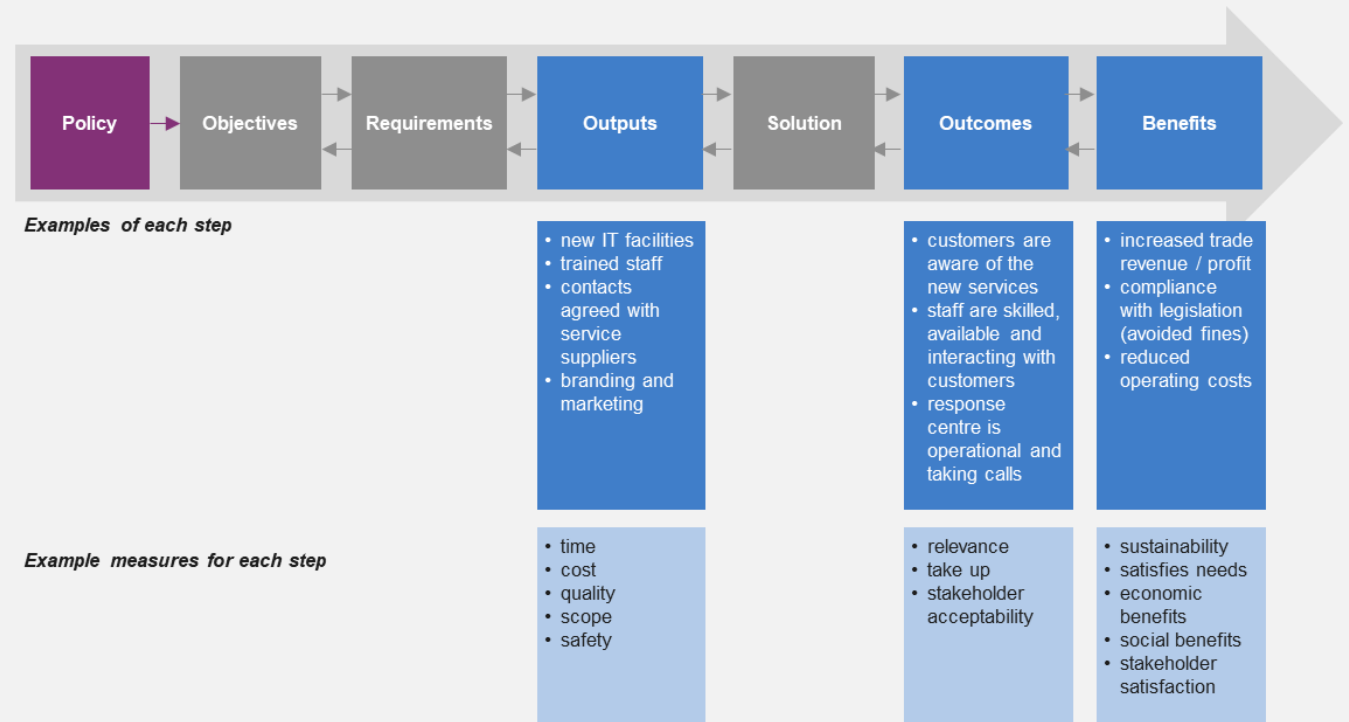 Policy
Objectives
Requirements
Outputs
Solution
Outcomes
Benefits
Examples of each step
• new IT facilities
• trained staff
• contacts
agreed with
service
suppliers
• branding and
marketing
• customers are
aware of the
new services
• staff are skilled,
available and
interacting with
customers
• response
centre is
operational and
taking calls
• increased trade
revenue / profit
• compliance
with legislation
(avoided fines)
• reduced
operating costs
Example measures for each step
• time
• cost
• quality
• scope
• safety
• relevance
• take up
• stakeholder
acceptability
• sustainability
• satisfies needs
• economic
benefits
• social benefits
• stakeholder
satisfaction